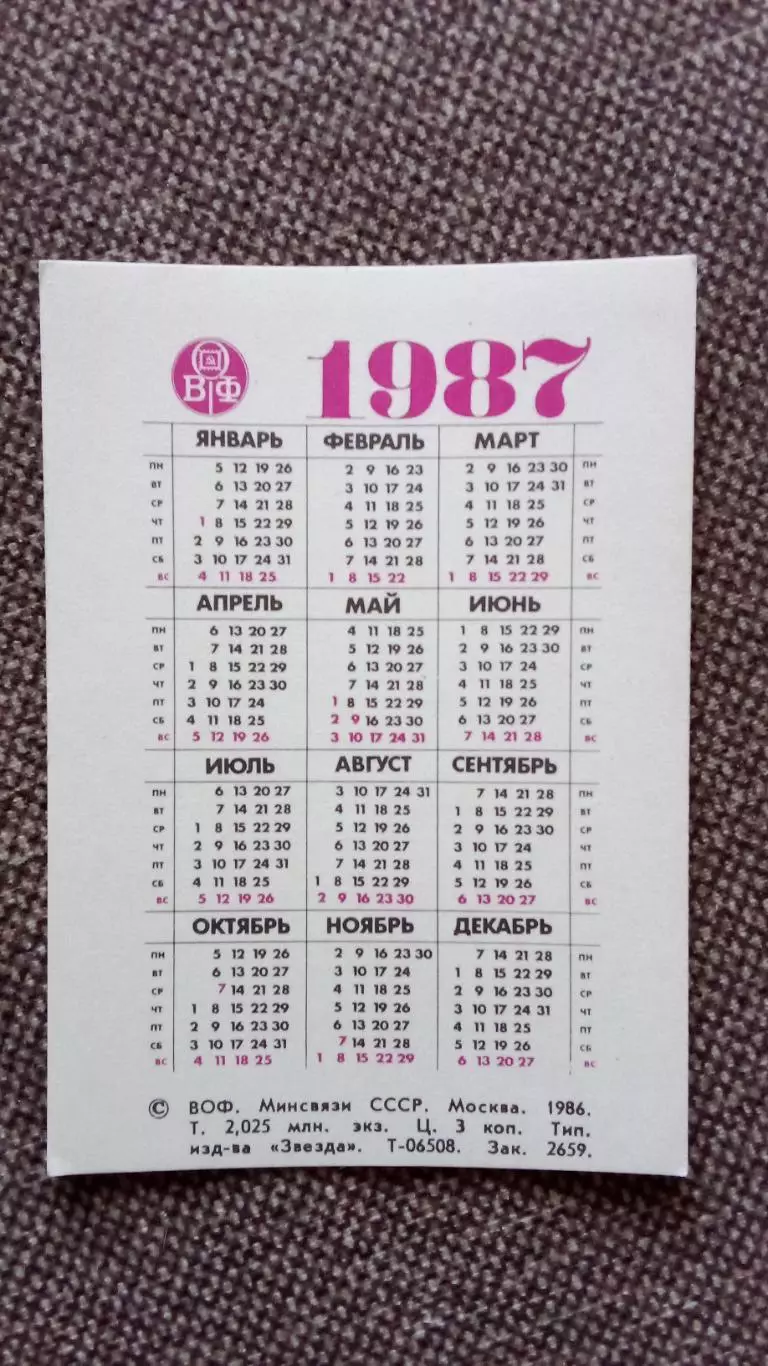 ВОФ 1987
ЯНВАРЬ ФЕВРАЛЬ МАРТ
ПН 5 12 19 26 2 9 16 23 2 9 16 23 30 ПН
ВТ 6 13 20 27 3 10 17 24 3 10 17 24 31 ВТ
СР 7 14 21 28 4 11 18 25 4 11 18 25 СР
ЧТ 1 8 15 22 29 5 12 19 26 5 12 19 26 ЧТ
ПТ 2 9 16 23 30 6 13 20 27 6 13 20 27 ПТ
СБ 3 10 17 24 31 7 14 21 28 7 14 21 28 СБ
ВС 4 11 18 25 1 8 15 22 1 8 15 22 29 ВС
АПРЕЛЬ МАЙ ИЮНЬ
ПН 6 13 20 27 4 11 18 25 1 8 15 22 29 ПН
ВТ 7 14 21 28 5 12 19 26 2 9 16 23 30 ВТ
СР 1 8 15 22 29 6 13 20 27 3 10 17 24 СР
ЧТ 2 9 16 23 30 7 14 21 28 4 11 18 25 ЧТ
ПТ 3 10 17 24 1 8 15 22 29 5 12 19 26 ПТ
СБ 4 11 18 25 2 9 16 23 30 6 13 20 27 СБ
ВС 5 12 19 26 3 10 17 24 31 7 14 21 28 ВС
ИЮЛЬ АВГУСТ СЕНТЯБРЬ
ПН 6 13 20 27 3 10 17 24 31 7 14 21 28 ПН
ВТ 7 14 21 28 4 11 18 25 1 8 15 22 29 ВТ
СР 1 8 15 22 29 5 12 19 26 2 9 16 23 30 СР
ЧТ 2 9 16 23 30 6 13 20 27 3 10 17 24 ЧТ
ПТ 3 10 17 24 31 7 14 21 28 4 11 18 25 ПТ
СБ 4 11 18 25 1 8 15 22 29 5 12 19 26 СБ
ВС 5 12 19 26 2 9 16 23 30 6 13 20 27 ВС
ОКТЯБРЬ НОЯБРЬ ДЕКАБРЬ
ПН 5 12 19 26 2 9 16 23 30 7 14 21 28 ПН
ВТ 6 13 20 27 3 10 17 24 1 8 15 22 29 ВТ
СР 7 14 21 28 4 11 18 25 2 9 16 23 30 СР
ЧТ 1 8 15 22 29 5 12 19 26 3 10 17 24 31 ЧТ
ПТ 2 9 16 23 30 6 13 20 27 4 11 18 25 ПТ
СБ 3 10 17 24 31 7 14 21 28 5 12 19 26 СБ
ВС 4 11 18 25 1 8 15 22 29 6 13 20 27 ВС
© ВОФ. Минсвязи СССР. Москва. 1986.
Т. 2,025 млн. экз. Ц. 3 коп. Тип.
изд-ва «Звезда». Т-06508. Зак. 2659.